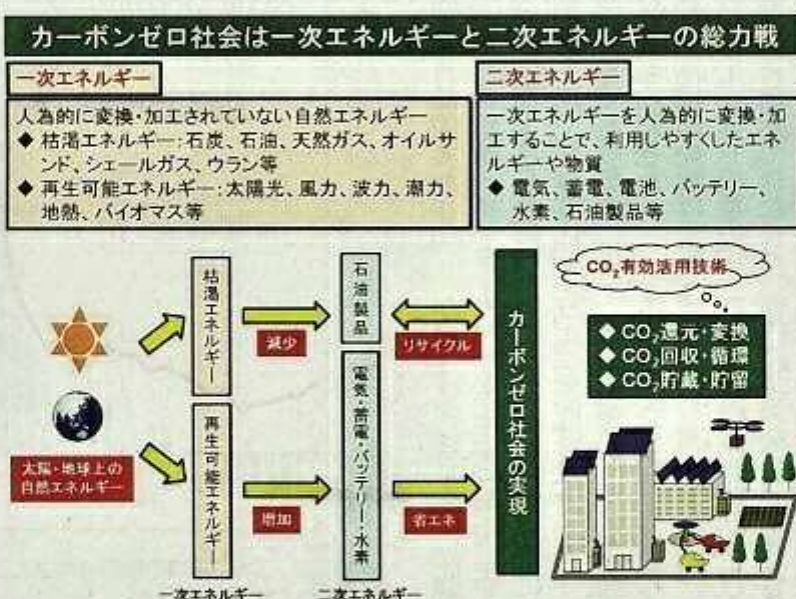 カーボンゼロ社会は一次エネルギーと二次エネルギーの総力戦
一次エネルギー
人為的に変換・加工されていない自然エネルギー
◆ 枯渇エネルギー:石炭、石油、天然ガス、オイルサ
ンド、シェールガス、ウラン等
◆ 再生可能エネルギー:太陽光、風力、波力、潮力、
地熱、バイオマス等
二次エネルギー
一次エネルギーを人為的に変換・加
工することで、利用しやすくしたエネ
ルギーや物質
◆ 電気、蓄電、電池、バッテリー、
水素、石油製品等
太陽・地球上の
自然エネルギー
枯渇エネルギー
再生可能エネルギー
一次エネルギー
減少
増加
石油製品
電気・蓄電・バッテリー・水素
二次エネルギー
リサイクル
省エネ
カーボンゼロ社会の実現
CO₂有効活用技術
◆ CO₂還元・変換
◆ CO₂回収・循環
◆ CO₂貯蔵・貯留